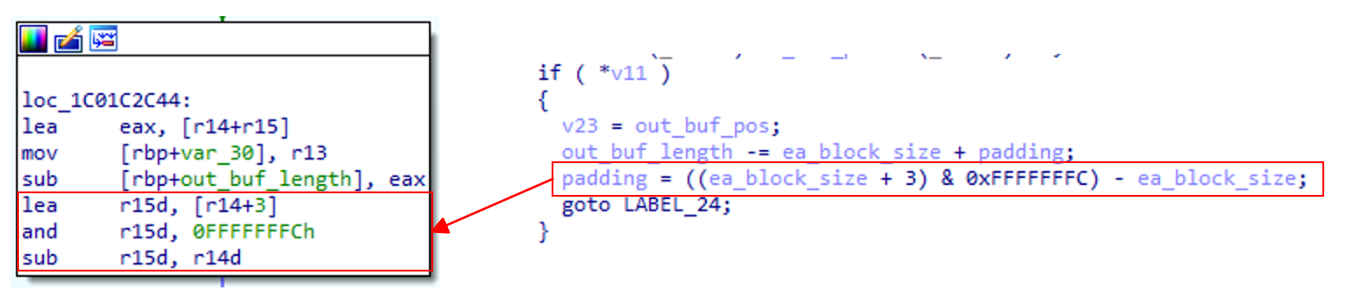 loc_1C01C2C44:
lea eax, [r14+r15]
mov [rbp+var_30], r13
sub [rbp+out_buf_length], eax
lea r15d, [r14+3]
and r15d, 0FFFFFFFCh
sub r15d, r14d
if ( *v11 )
{
v23 = out_buf_pos;
out_buf_length -= ea_block_size + padding;
padding = ((ea_block_size + 3) & 0xFFFFFFFC) - ea_block_size;
goto LABEL_24;
}